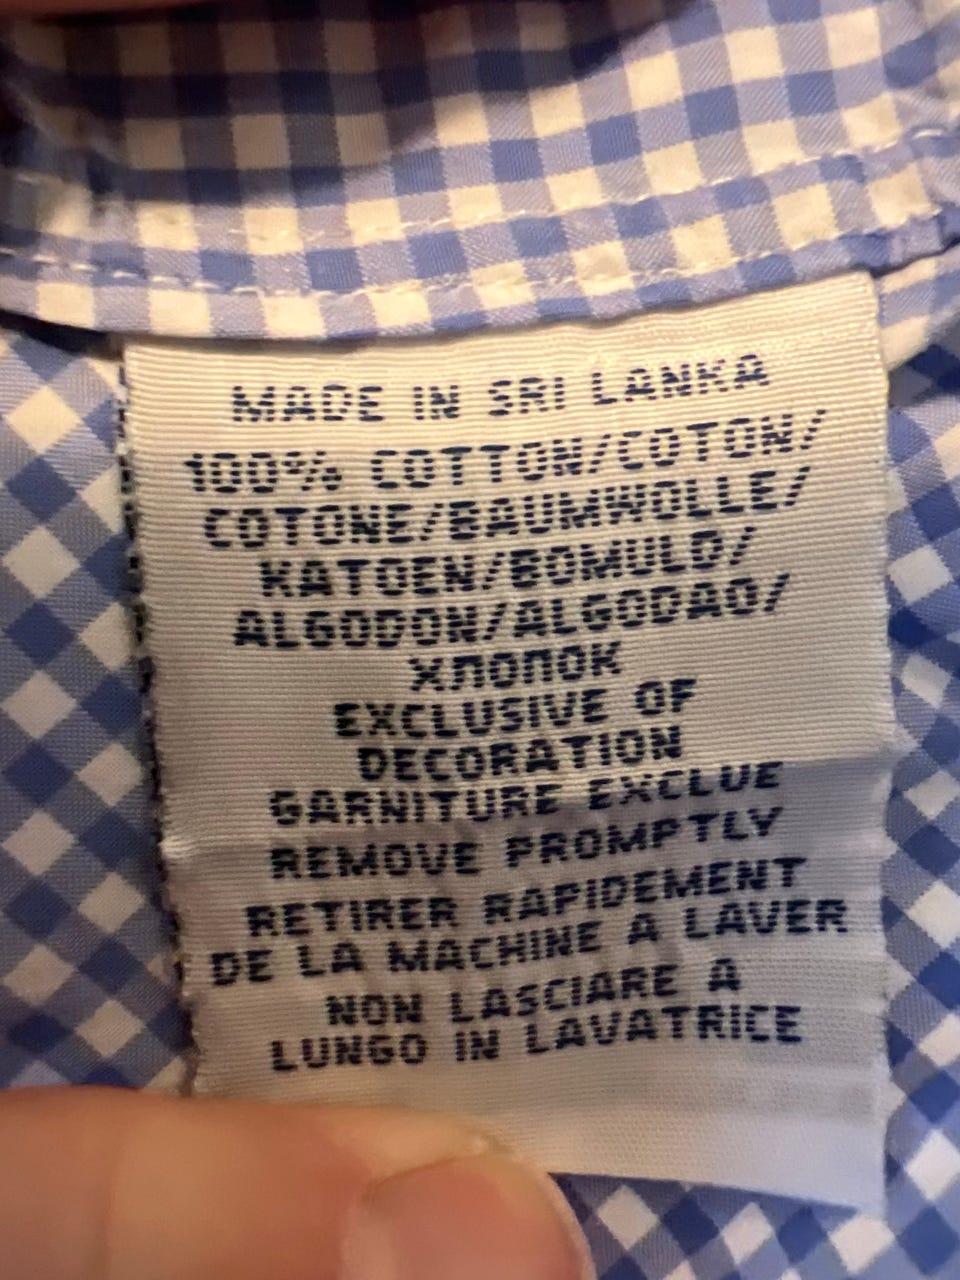 MADE IN SRI LANKA
100% COTTON/COTON/
COTONE/BAUMWOLLE/
KATOEN/BOMULD/
ALGODON/ALGODAO/
ХЛОПОК
EXCLUSIVE OF
DECORATION
GARNITURE EXCLUE
REMOVE PROMPTLY
RETIRER RAPIDEMENT
DE LA MACHINE A LAVER
NON LASCIARE A
LUNGO IN LAVATRICE